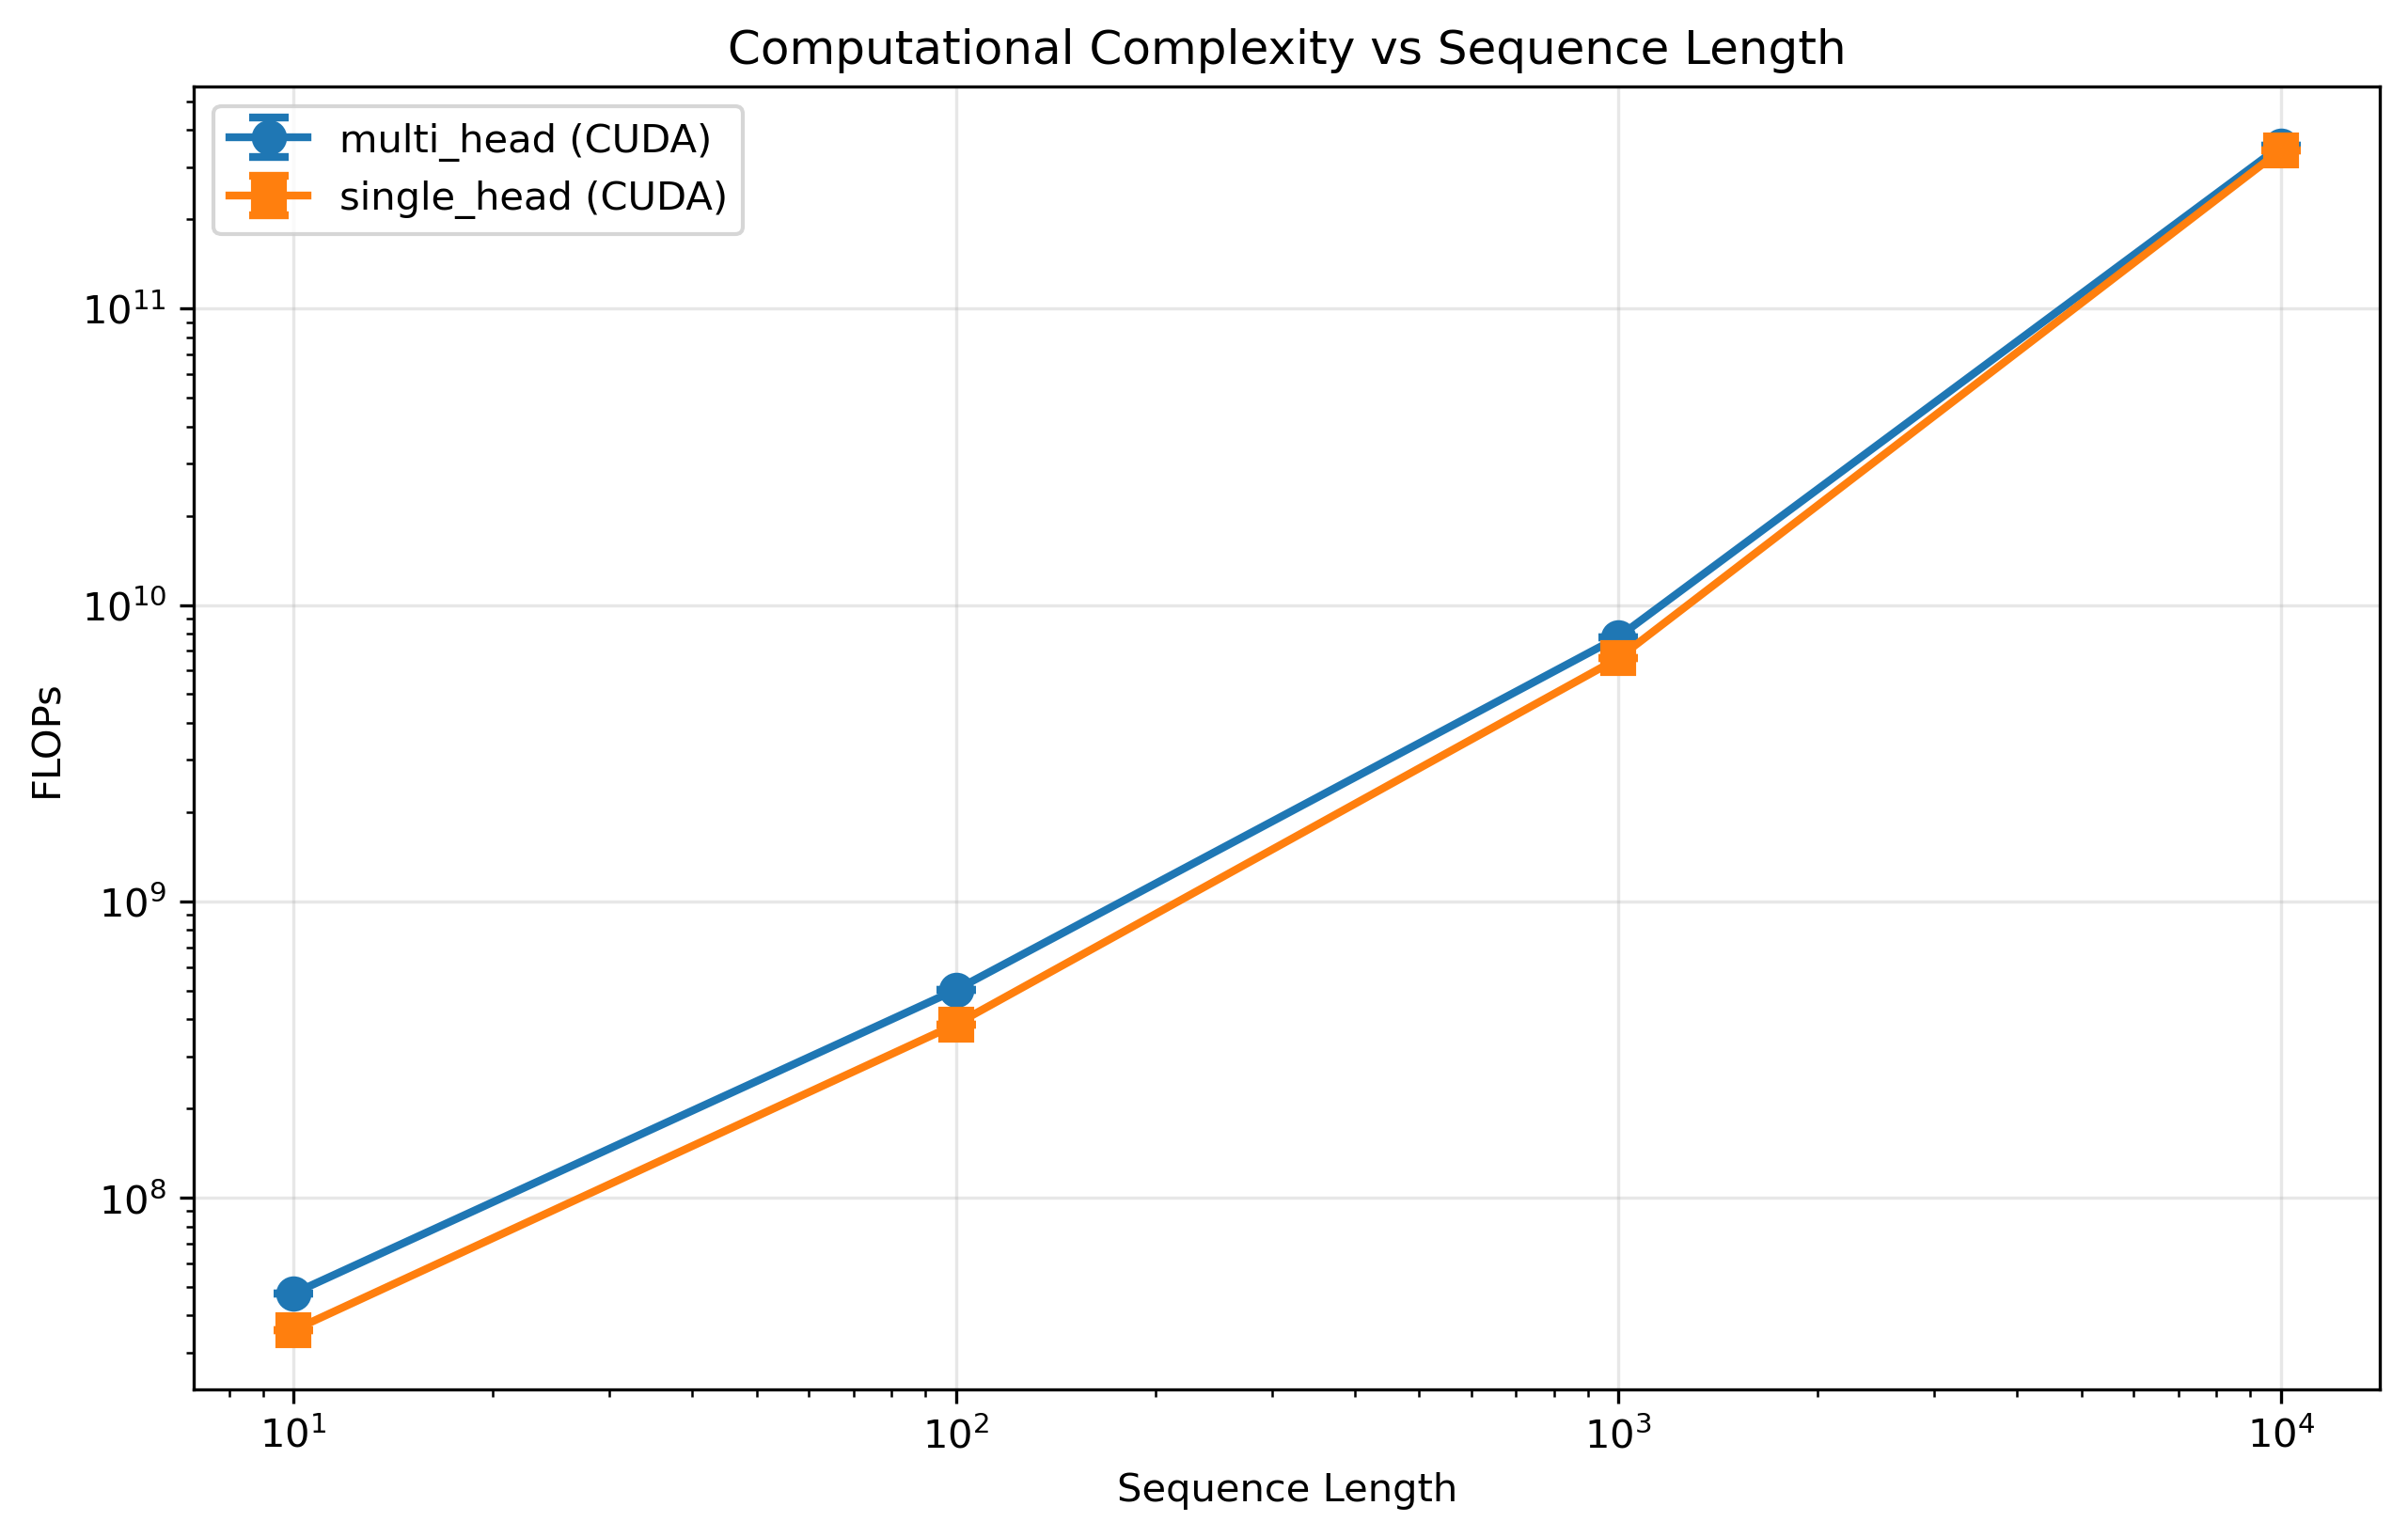 Computational Complexity vs Sequence Length
multi_head (CUDA)
single_head (CUDA)
10¹¹
10¹⁰
10⁹
10⁸
FLOPs
10¹ 10² 10³ 10⁴
Sequence Length